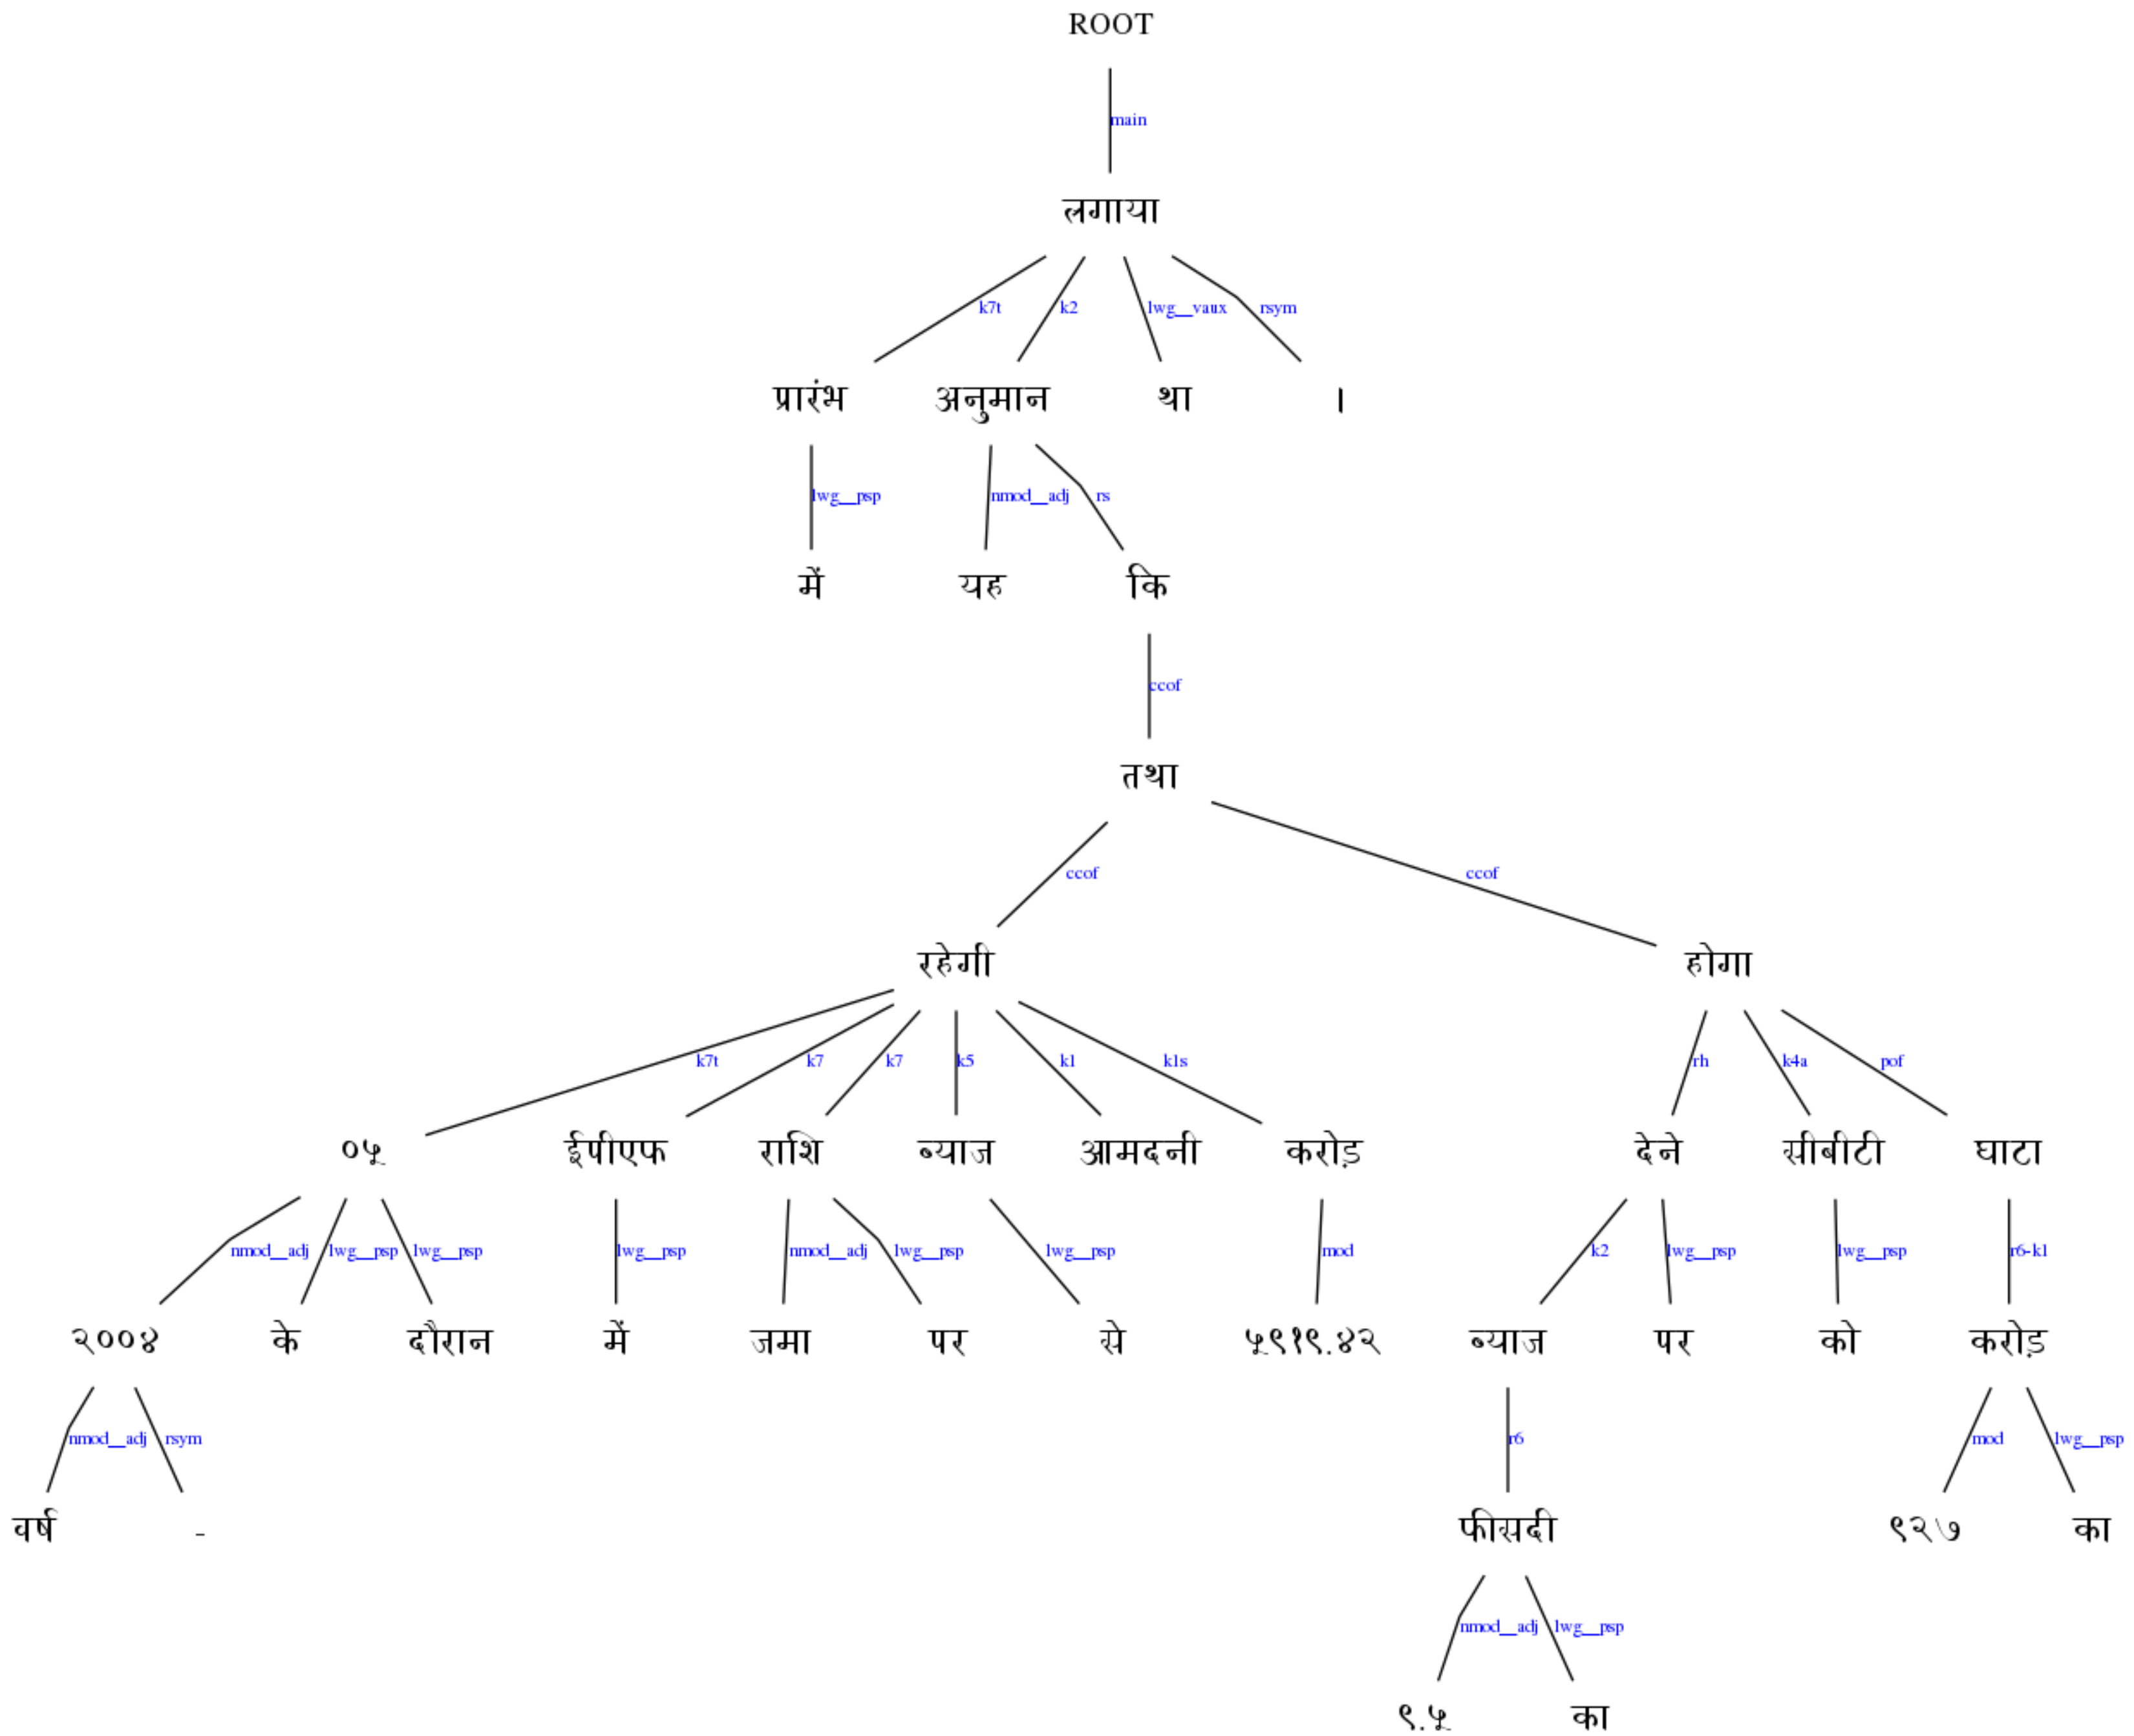 ROOT
main
लगाया
k7t k2 lwg__vaux rsym
प्रारंभ अनुमान था ।
lwg__psp nmod__adj rs
में यह कि
ccof
तथा
ccof ccof
रहेगी होगा
k7t k7 k7 k5 k1 k1s rh k4a pof
०५ ईपीएफ राशि ब्याज आमदनी करोड़ देने सीबीटी घाटा
nmod__adj lwg__psp lwg__psp lwg__psp nmod__adj lwg__psp lwg__psp mod k2 lwg__psp lwg__psp r6-k1
२००४ के दौरान में जमा पर से ५९१९.४२ ब्याज पर को करोड़
nmod__adj rsym r6 mod lwg__psp
वर्ष - फीसदी ९२७ का
nmod__adj lwg__psp
९.५ का